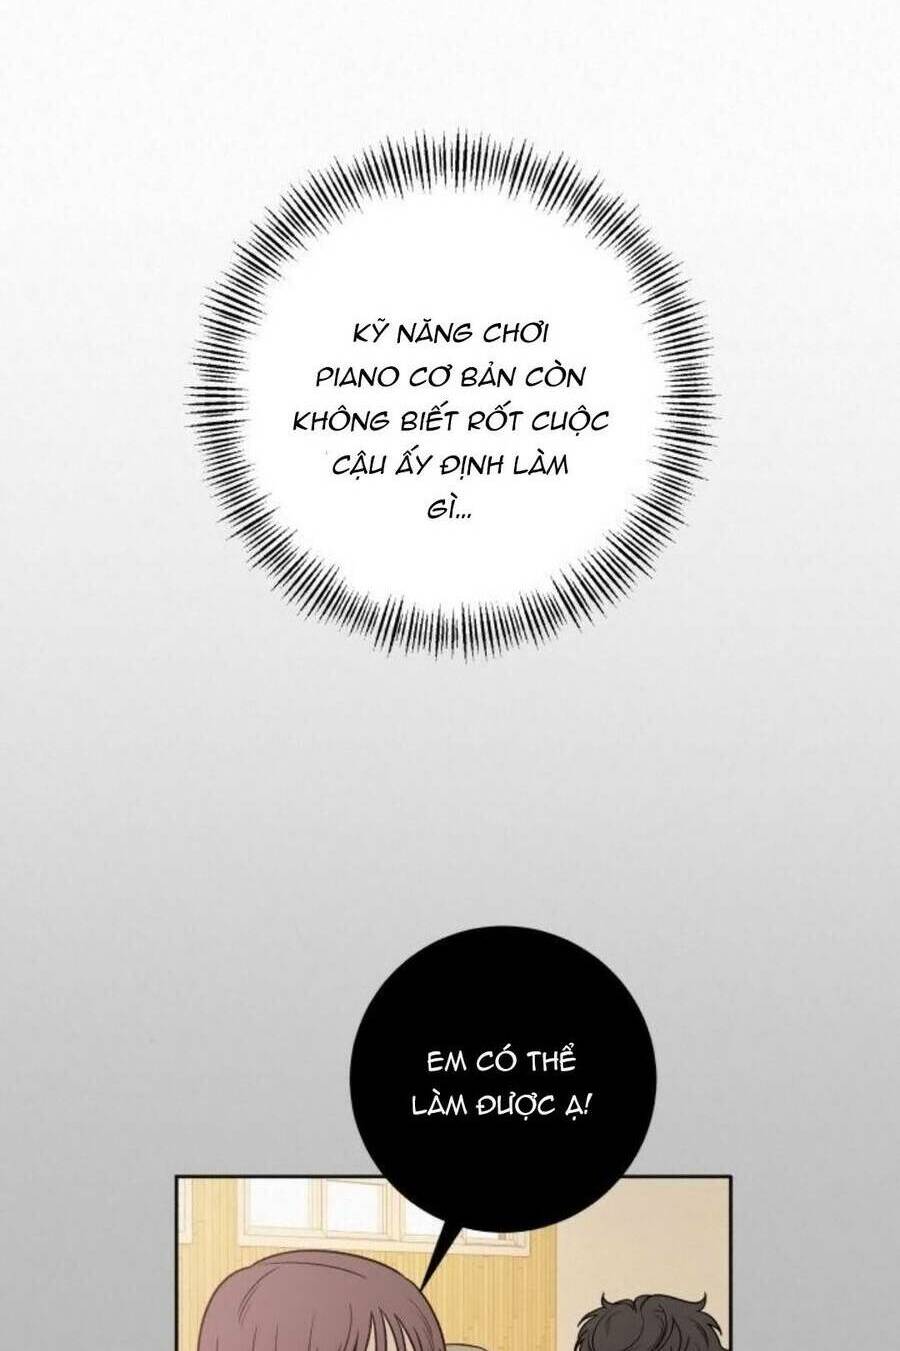 KỸ NĂNG CHƠI
PIANO CƠ BẢN CÒN
KHÔNG BIẾT RỐT CUỘC
CẬU ẤY ĐỊNH LÀM
GÌ...
EM CÓ THỂ
LÀM ĐƯỢC Ạ!